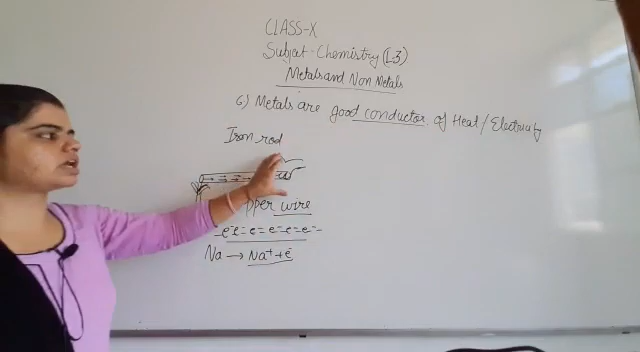 CLASS-X
Subject-Chemistry (L3)
Metals and Non Metals
6) Metals are good conductor of Heat/Electricity
Iron rod
wire
- e⁻ e⁻ e⁻ e⁻ e⁻ e⁻ -
Na → Na⁺ + e⁻